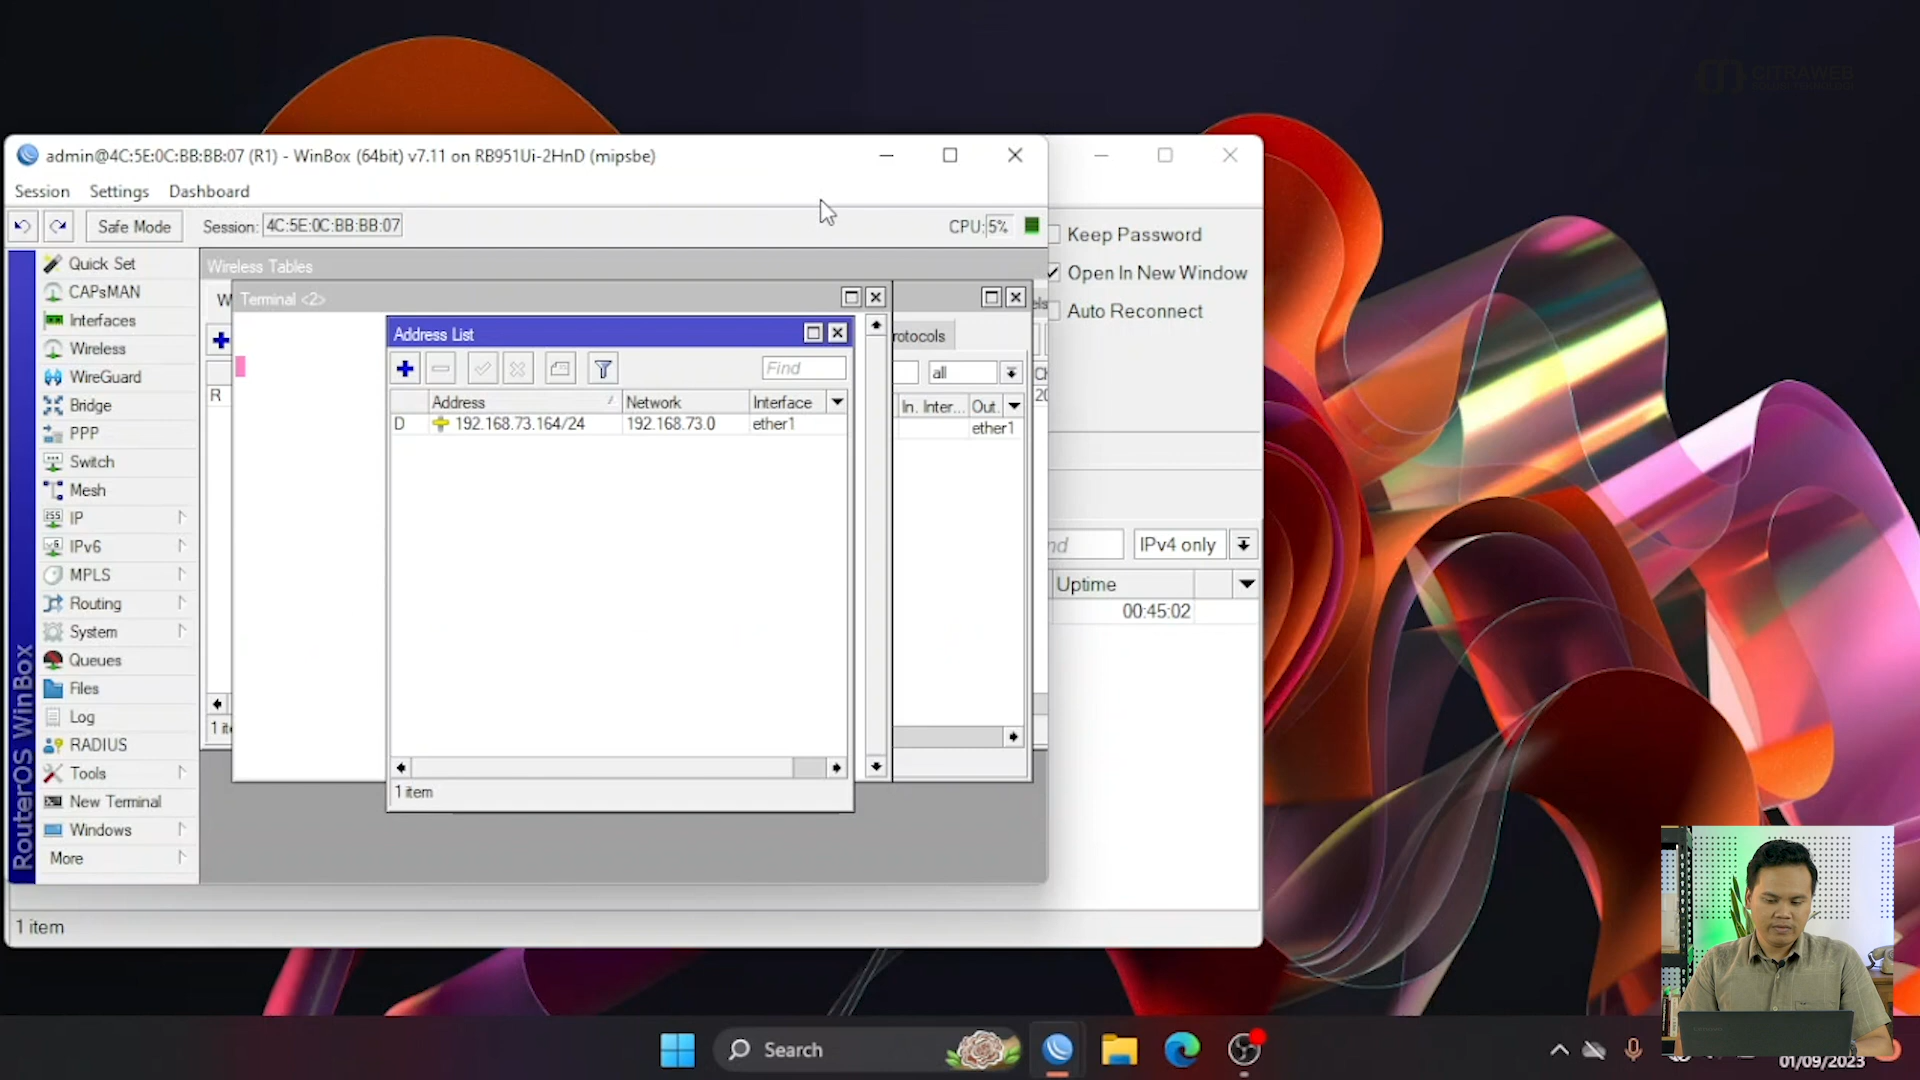 CITRAWEB
admin@4C:5E:0C:BB:BB:07 (R1) - WinBox (64bit) v7.11 on RB951Ui-2HnD (mipsbe)
Session Settings Dashboard
Safe Mode Session: 4C:5E:0C:BB:BB:07 CPU: 5%
Keep Password
Open In New Window
Auto Reconnect
Quick Set
CAPsMAN
Interfaces
Wireless
WireGuard
Bridge
PPP
Switch
Mesh
IP
IPv6
MPLS
Routing
System
Queues
Files
Log
RADIUS
Tools
New Terminal
Windows
More
RouterOS WinBox
Wireless Tables
W
R
1 it
Terminal <2>
Address List
Find
Address Network Interface
D 192.168.73.164/24 192.168.73.0 ether1
1 item
rotocols
all
In. Inter... Out.
ether1
nd IPv4 only
Uptime
00:45:02
1 item
Search
01/09/2023